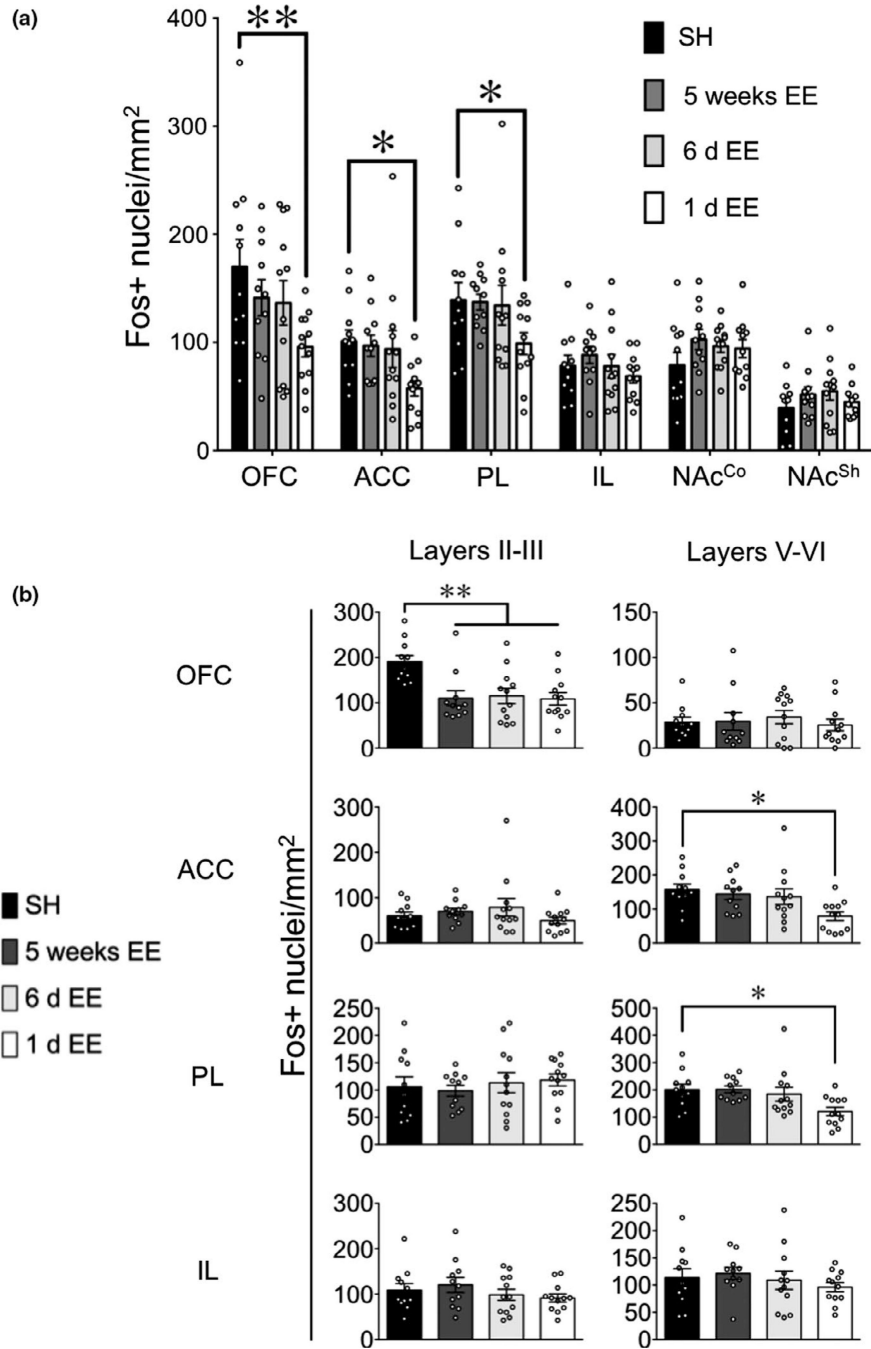 (a)
Fos+ nuclei/mm²
400
300
200
100
0
**
*
*
SH
5 weeks EE
6 d EE
1 d EE
OFC ACC PL IL NAcCo NAcSh
(b)
Layers II-III Layers V-VI
SH
5 weeks EE
6 d EE
1 d EE
Fos+ nuclei/mm²
OFC
300
200
100
0
**
150
100
50
0
ACC
300
200
100
0
400
300
200
100
0
*
PL
250
200
150
100
50
0
500
400
300
200
100
0
*
IL
300
200
100
0
250
200
150
100
50
0